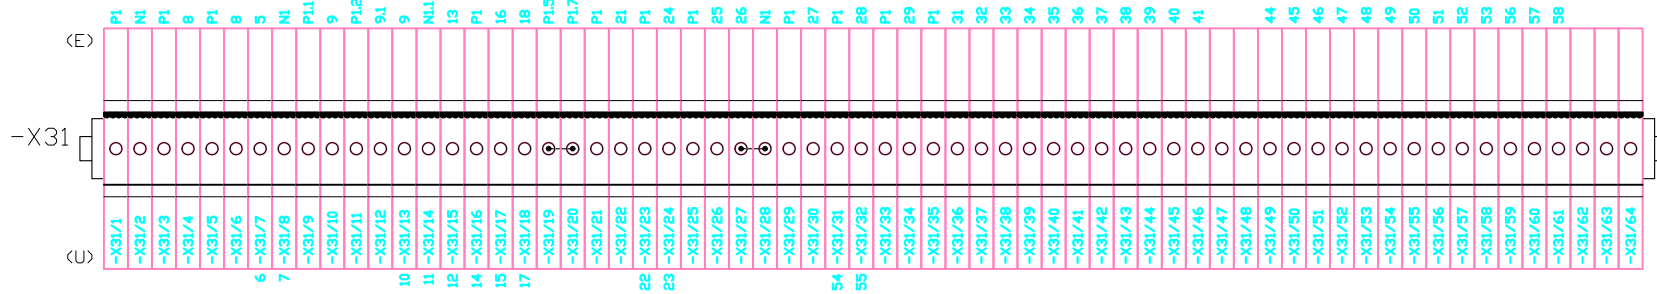 P1 N1 P1 8 P1 8 5 N1 P1.1 9 P1.2 9.1 9 N1.1 13 P1 16 18 P1.5 P1.7 P1 21 P1 24 P1 25 26 N1 P1 27 P1 28 P1 29 P1 31 32 33 34 35 36 37 38 39 40 41 44 45 46 47 48 49 50 51 52 53 56 57 58
(E)
-X31
-X31/1 -X31/2 -X31/3 -X31/4 -X31/5 -X31/6 -X31/7 -X31/8 -X31/9 -X31/10 -X31/11 -X31/12 -X31/13 -X31/14 -X31/15 -X31/16 -X31/17 -X31/18 -X31/19 -X31/20 -X31/21 -X31/22 -X31/23 -X31/24 -X31/25 -X31/26 -X31/27 -X31/28 -X31/29 -X31/30 -X31/31 -X31/32 -X31/33 -X31/34 -X31/35 -X31/36 -X31/37 -X31/38 -X31/39 -X31/40 -X31/41 -X31/42 -X31/43 -X31/44 -X31/45 -X31/46 -X31/47 -X31/48 -X31/49 -X31/50 -X31/51 -X31/52 -X31/53 -X31/54 -X31/55 -X31/56 -X31/57 -X31/58 -X31/59 -X31/60 -X31/61 -X31/62 -X31/63 -X31/64
(U)
6 7 10 11 12 14 15 17 22 23 54 55